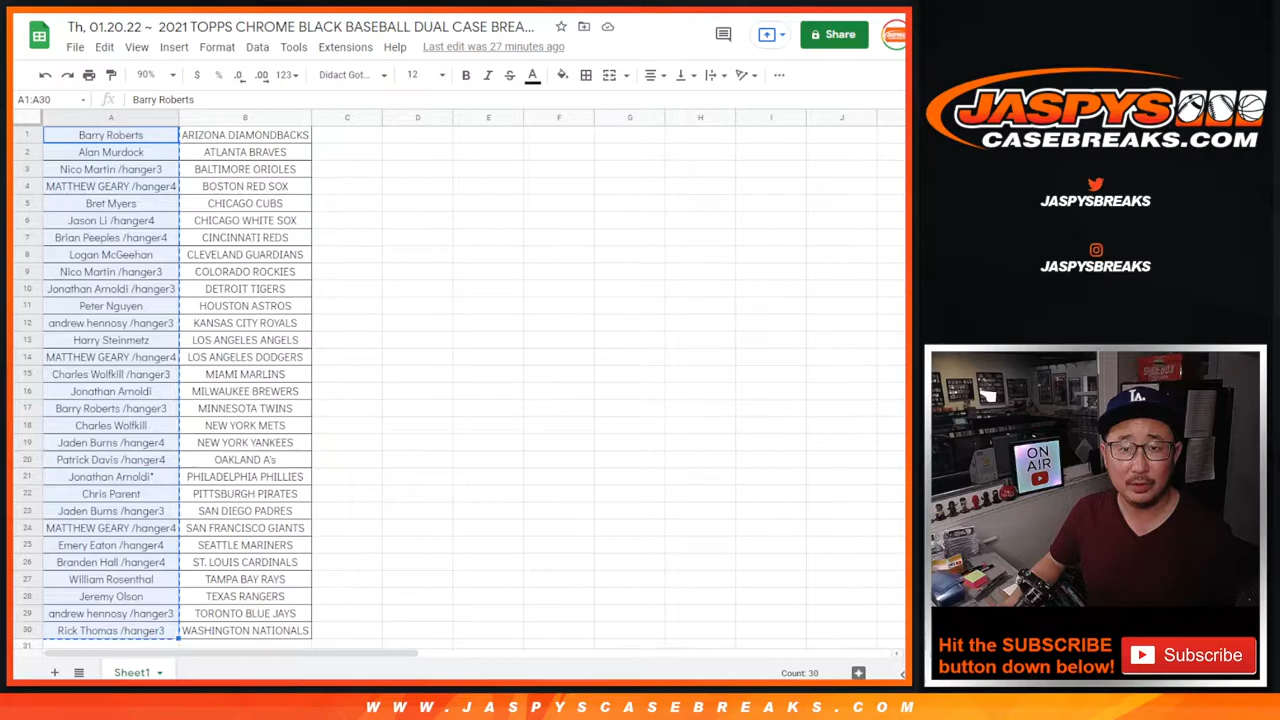 Th, 01.20.22 ~ 2021 TOPPS CHROME BLACK BASEBALL DUAL CASE BREA...
Share
File Edit View Insert Format Data Tools Extensions Help Last edit was 27 minutes ago
90% $ % .0 .00 123 Didact Got... 12 B I S A
A1:A30 fx Barry Roberts
A B C D E F G H I J
1 Barry Roberts ARIZONA DIAMONDBACKS
2 Alan Murdock ATLANTA BRAVES
3 Nico Martin /hanger3 BALTIMORE ORIOLES
4 MATTHEW GEARY /hanger4 BOSTON RED SOX
5 Bret Myers CHICAGO CUBS
6 Jason Li /hanger4 CHICAGO WHITE SOX
7 Brian Peeples /hanger4 CINCINNATI REDS
8 Logan McGeehan CLEVELAND GUARDIANS
9 Nico Martin /hanger3 COLORADO ROCKIES
10 Jonathan Arnoldi /hanger3 DETROIT TIGERS
11 Peter Nguyen HOUSTON ASTROS
12 andrew hennosy /hanger3 KANSAS CITY ROYALS
13 Harry Steinmetz LOS ANGELES ANGELS
14 MATTHEW GEARY /hanger4 LOS ANGELES DODGERS
15 Charles Wolfkill /hanger3 MIAMI MARLINS
16 Jonathan Arnoldi MILWAUKEE BREWERS
17 Barry Roberts /hanger3 MINNESOTA TWINS
18 Charles Wolfkill NEW YORK METS
19 Jaden Burns /hanger4 NEW YORK YANKEES
20 Patrick Davis /hanger4 OAKLAND A's
21 Jonathan Arnoldi* PHILADELPHIA PHILLIES
22 Chris Parent PITTSBURGH PIRATES
23 Jaden Burns /hanger3 SAN DIEGO PADRES
24 MATTHEW GEARY /hanger4 SAN FRANCISCO GIANTS
25 Emery Eaton /hanger4 SEATTLE MARINERS
26 Branden Hall /hanger4 ST. LOUIS CARDINALS
27 William Rosenthal TAMPA BAY RAYS
28 Jeremy Olson TEXAS RANGERS
29 andrew hennosy /hanger3 TORONTO BLUE JAYS
30 Rick Thomas /hanger3 WASHINGTON NATIONALS
31
Sheet1 Count: 30
JASPYS
CASEBREAKS.COM
JASPYSBREAKS
JASPYSBREAKS
LA
ON
AIR
Hit the SUBSCRIBE
button down below!
Subscribe
WWW.JASPYSCASEBREAKS.COM